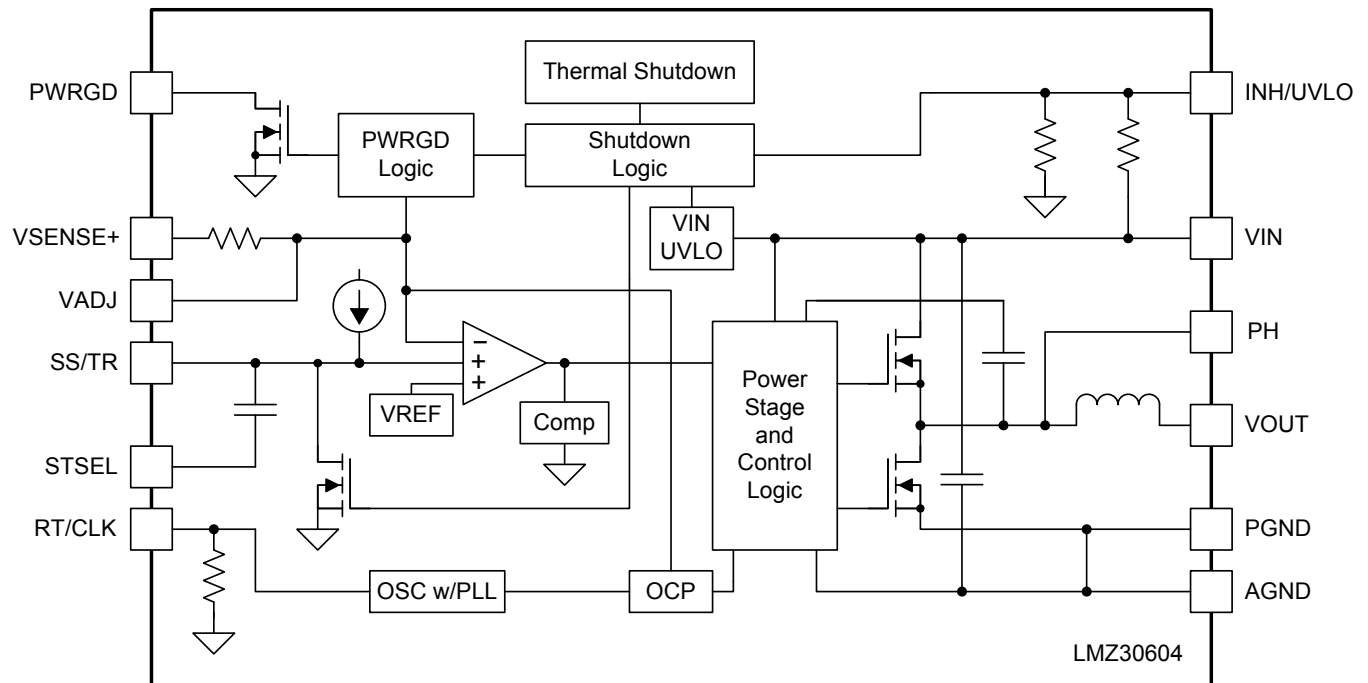 Thermal Shutdown
PWRGD
INH/UVLO
PWRGD
Logic
Shutdown
Logic
VSENSE+
VIN
UVLO
VIN
VADJ
PH
SS/TR
−
+
+
VREF
Comp
Power
Stage
and
Control
Logic
VOUT
STSEL
RT/CLK
PGND
OSC w/PLL
OCP
AGND
LMZ30604